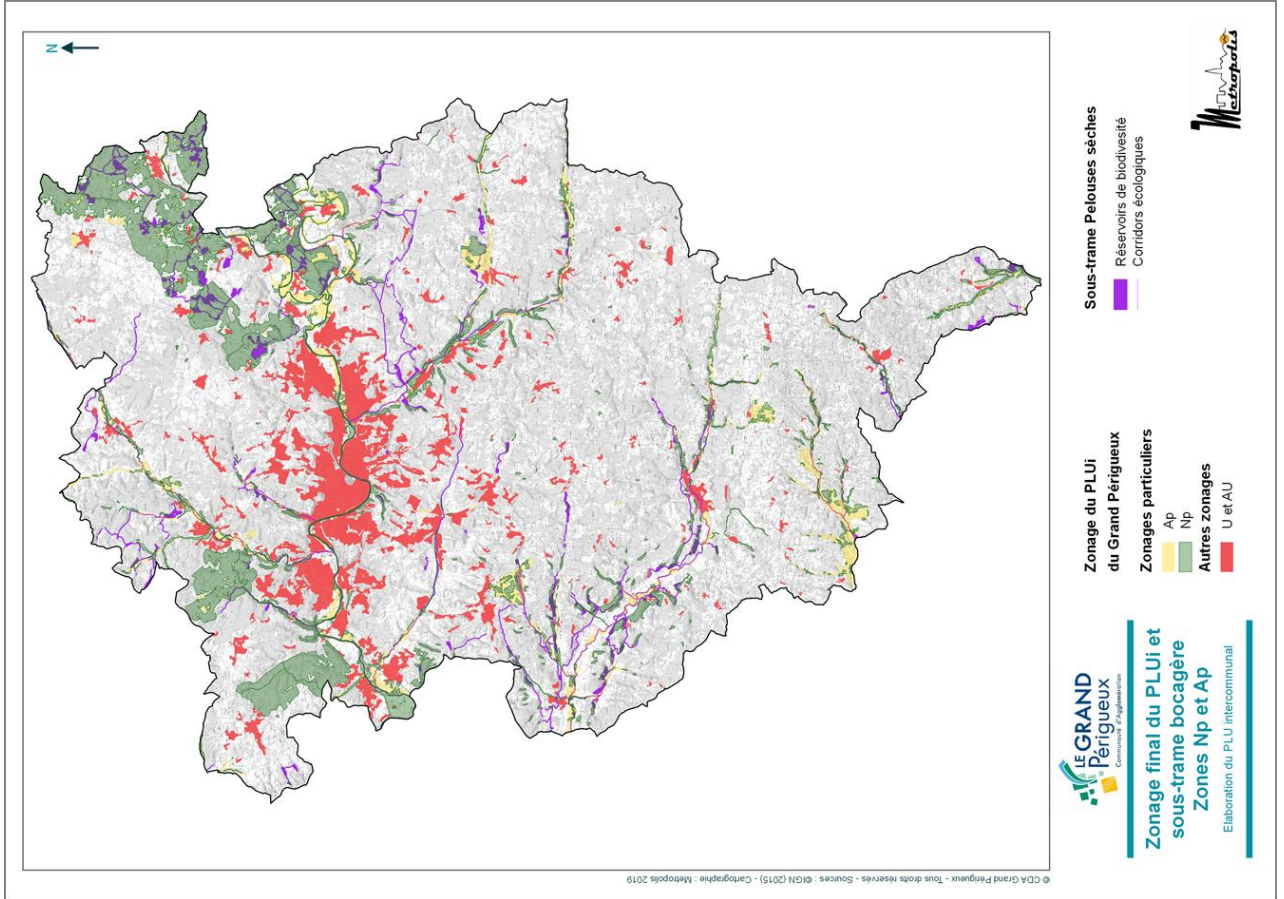 N
LE GRAND
Périgueux
Communauté d'Agglomération
Zonage final du PLUi et
sous-trame bocagère
Zones Np et Ap
Elaboration du PLU intercommunal
Zonage du PLUi
du Grand Périgueux
Zonages particuliers
Ap
Np
Autres zonages
U et AU
Sous-trame Pelouses sèches
Réservoirs de biodivesité
Corridors écologiques
Metropolis
© CDA Grand Périgueux - Tous droits réservés - Sources : ©IGN (2015) - Cartographie : Metropolis 2019